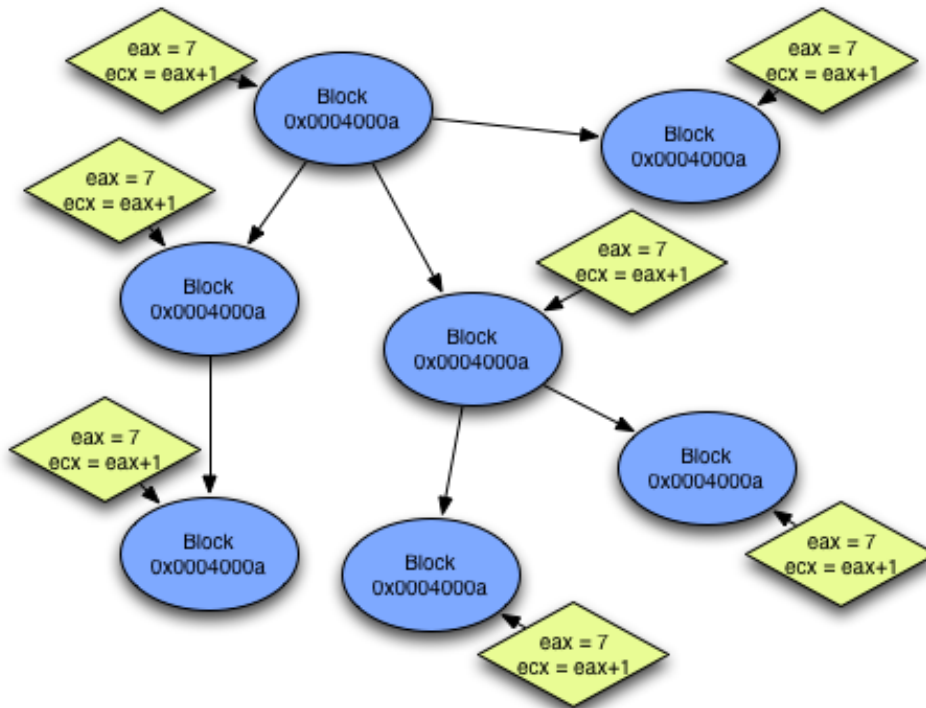 eax = 7
ecx = eax+1
Block
0x0004000a
eax = 7
ecx = eax+1
Block
0x0004000a
eax = 7
ecx = eax+1
Block
0x0004000a
eax = 7
ecx = eax+1
Block
0x0004000a
eax = 7
ecx = eax+1
Block
0x0004000a
Block
0x0004000a
eax = 7
ecx = eax+1
Block
0x0004000a
eax = 7
ecx = eax+1